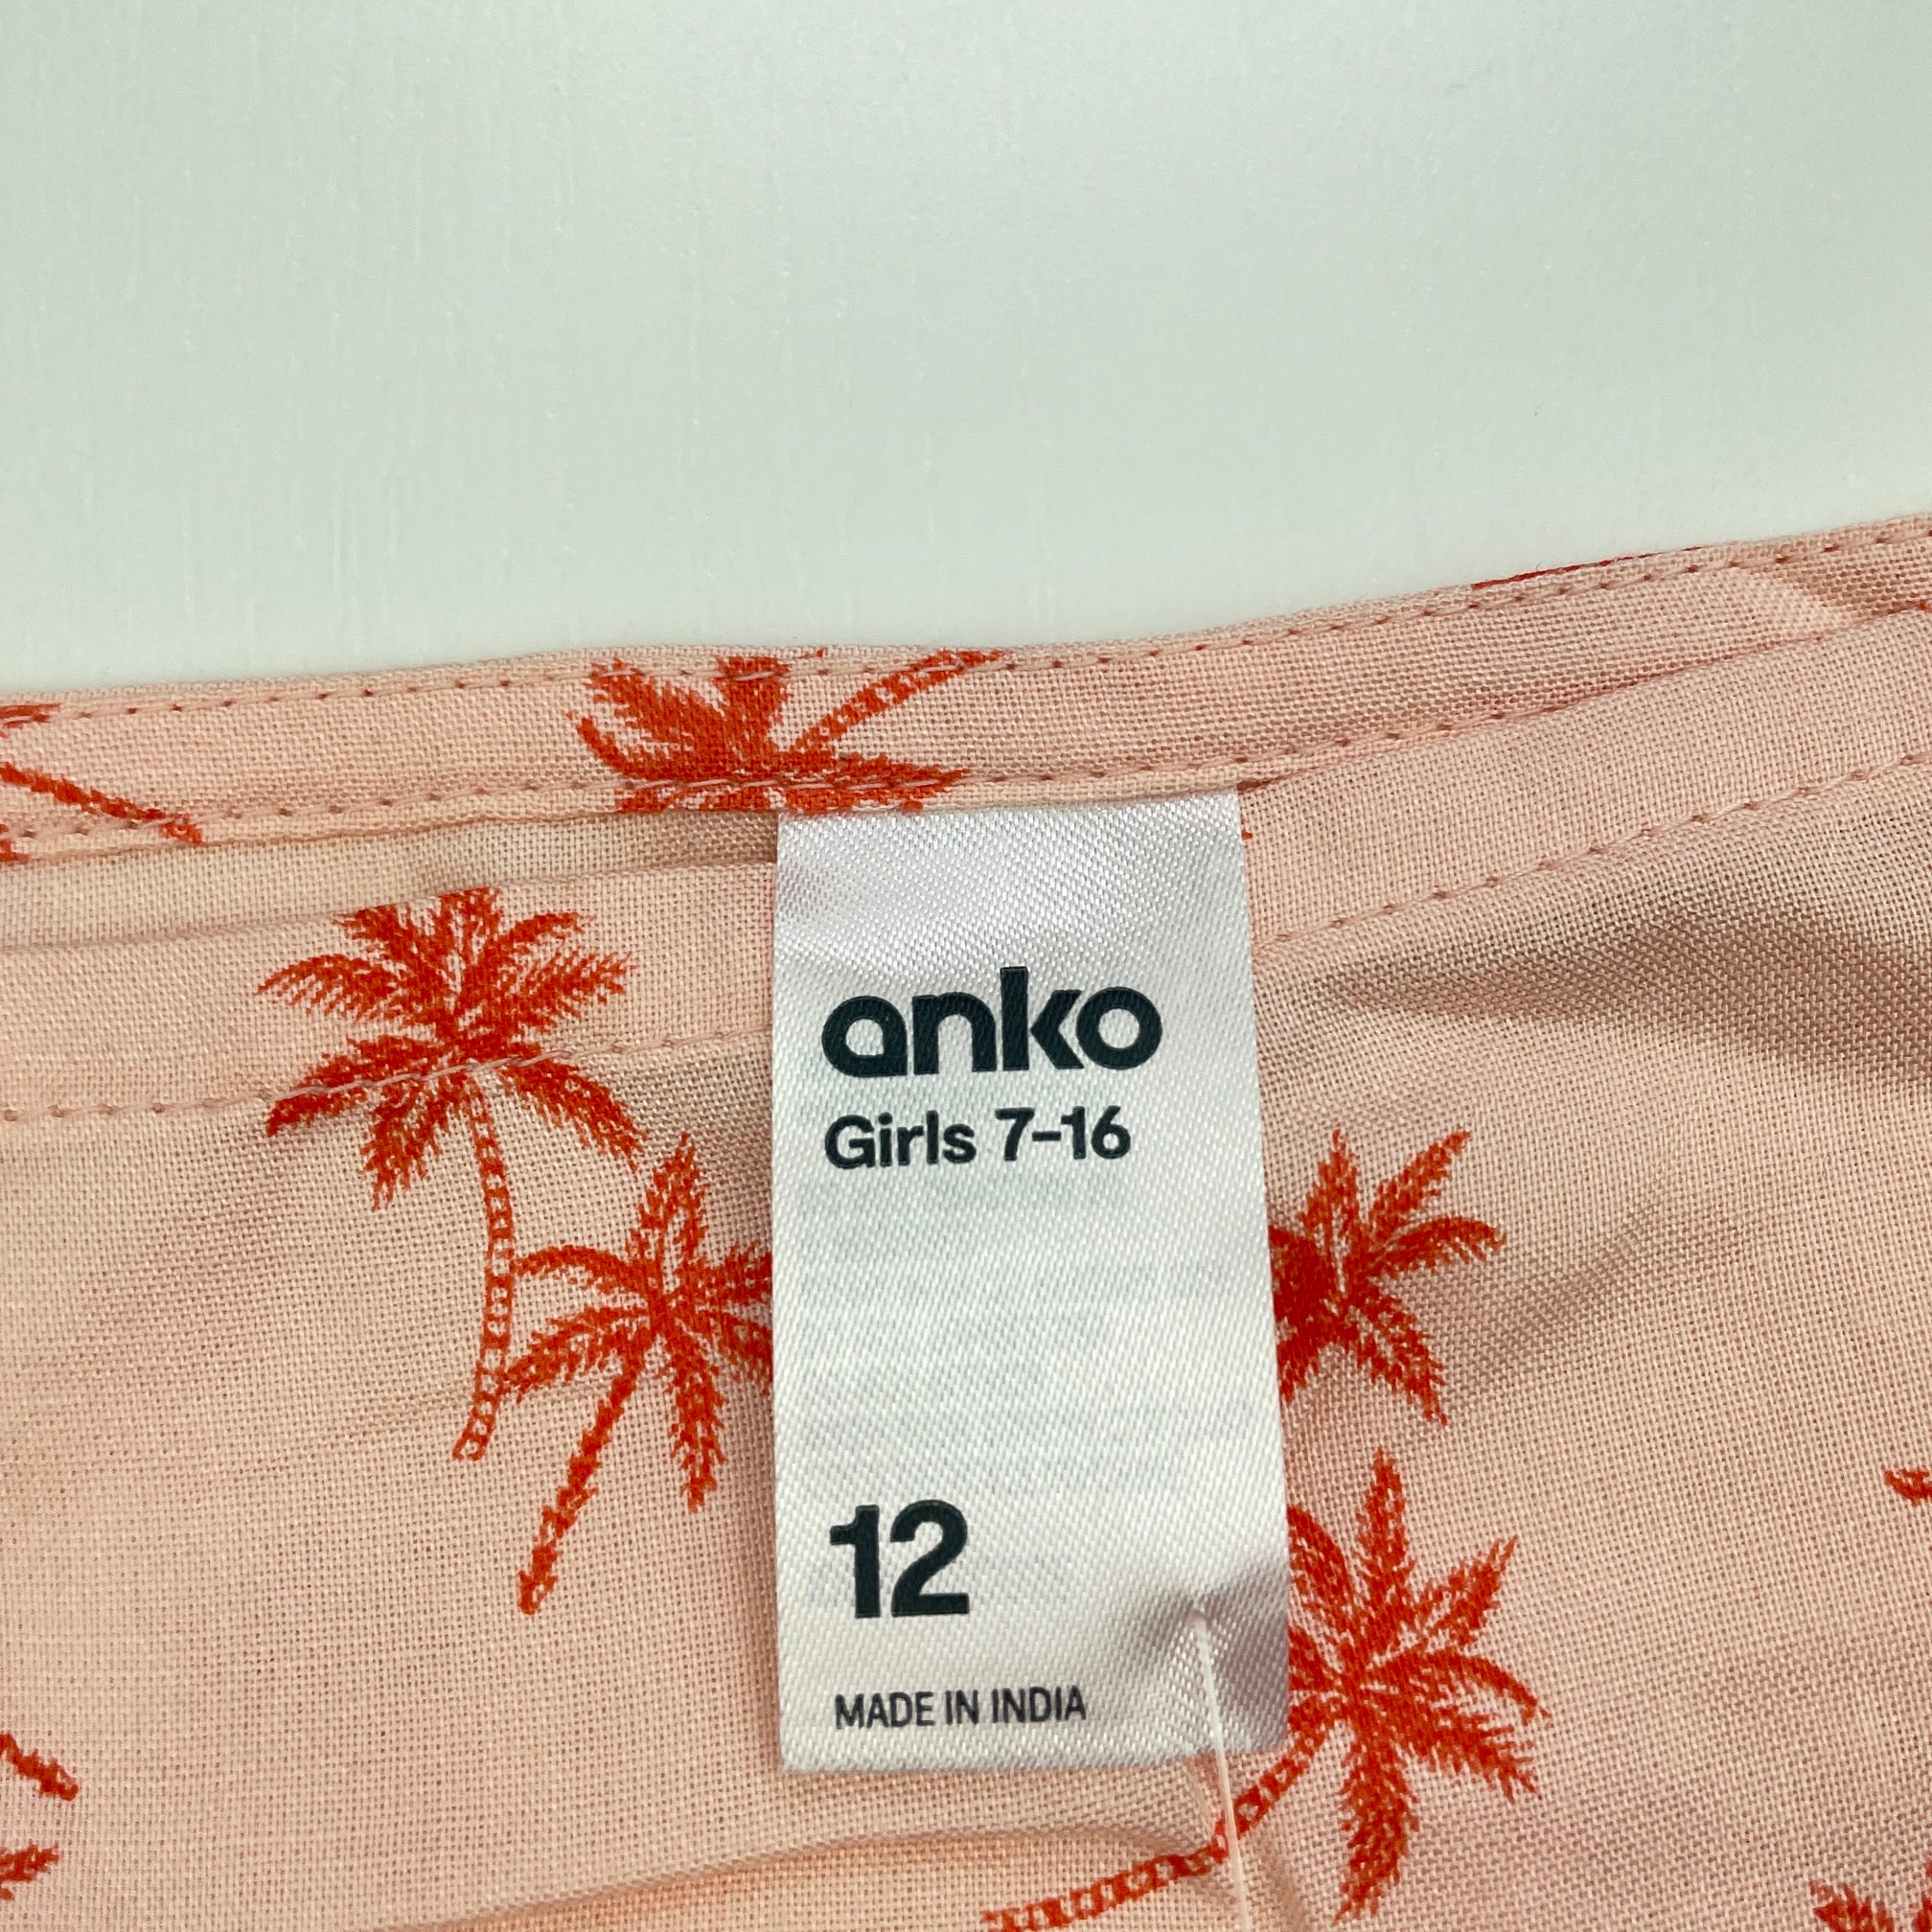 anko
Girls 7-16
12
MADE IN INDIA